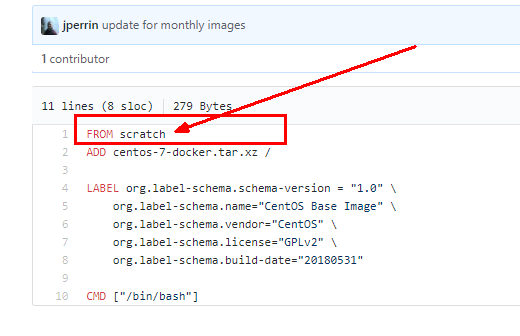 jperrin update for monthly images
1 contributor
11 lines (8 sloc) 279 Bytes
1 FROM scratch
2 ADD centos-7-docker.tar.xz /
3
4 LABEL org.label-schema.schema-version = "1.0" \
5 org.label-schema.name="CentOS Base Image" \
6 org.label-schema.vendor="CentOS" \
7 org.label-schema.license="GPLv2" \
8 org.label-schema.build-date="20180531"
9
10 CMD ["/bin/bash"]